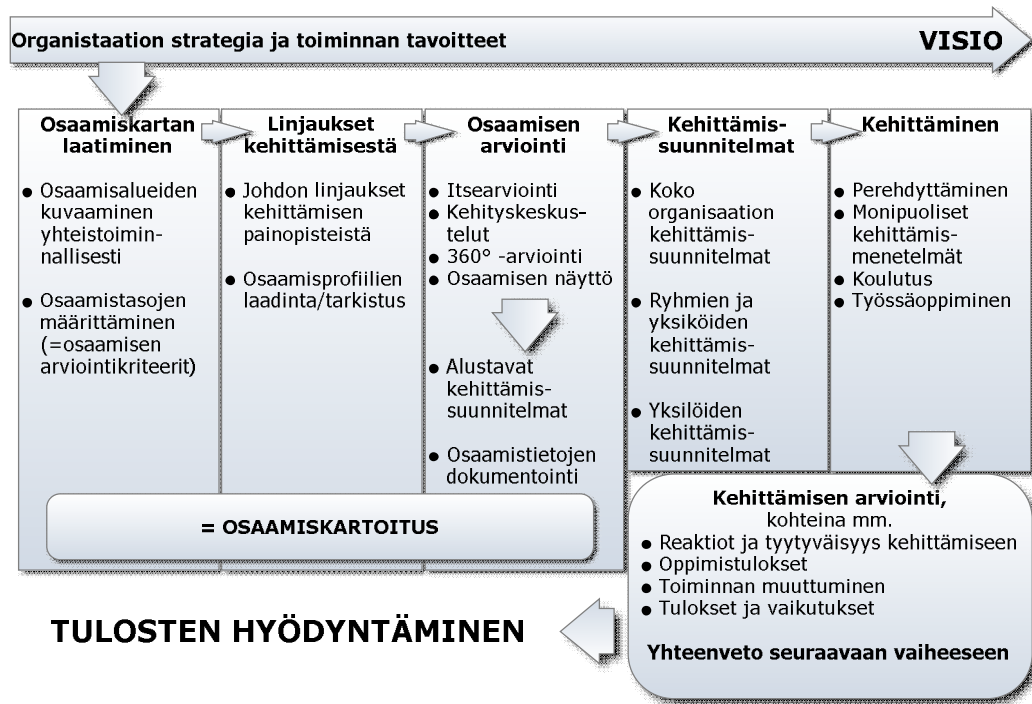 Organistaation strategia ja toiminnan tavoitteet
VISIO
Osaamiskartan
laatiminen
● Osaamisalueiden
kuvaaminen
yhteistoimin-
nallisesti
● Osaamistasojen
määrittäminen
(=osaamisen
arviointikriteerit)
Linjaukset
kehittämisestä
● Johdon linjaukset
kehittämisen
painopisteistä
● Osaamisprofiilien
laadinta/tarkistus
Osaamisen
arviointi
● Itsearviointi
● Kehityskeskus-
telut
● 360° -arviointi
● Osaamisen näyttö
● Alustavat
kehittämis-
suunnitelmat
● Osaamistietojen
dokumentointi
= OSAAMISKARTOITUS
Kehittämis-
suunnitelmat
● Koko
organisaation
kehittämis-
suunnitelmat
● Ryhmien ja
yksiköiden
kehittämis-
suunnitelmat
● Yksilöiden
kehittämis-
suunnitelmat
Kehittäminen
● Perehdyttäminen
● Monipuoliset
kehittämis-
menetelmät
● Koulutus
● Työssäoppiminen
Kehittämisen arviointi,
kohteina mm.
● Reaktiot ja tyytyväisyys kehittämiseen
● Oppimistulokset
● Toiminnan muuttuminen
● Tulokset ja vaikutukset
Yhteenveto seuraavaan vaiheeseen
TULOSTEN HYÖDYNTÄMINEN